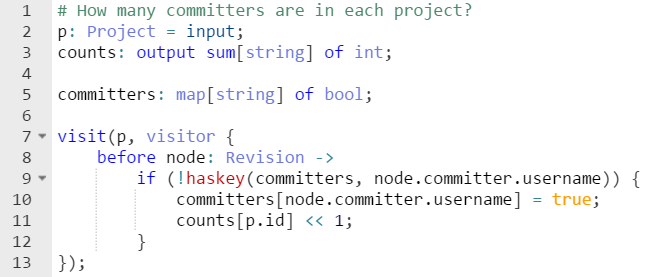 1 # How many committers are in each project?
2 p: Project = input;
3 counts: output sum[string] of int;
4
5 committers: map[string] of bool;
6
7 visit(p, visitor {
8     before node: Revision ->
9         if (!haskey(committers, node.committer.username)) {
10             committers[node.committer.username] = true;
11             counts[p.id] << 1;
12         }
13 });